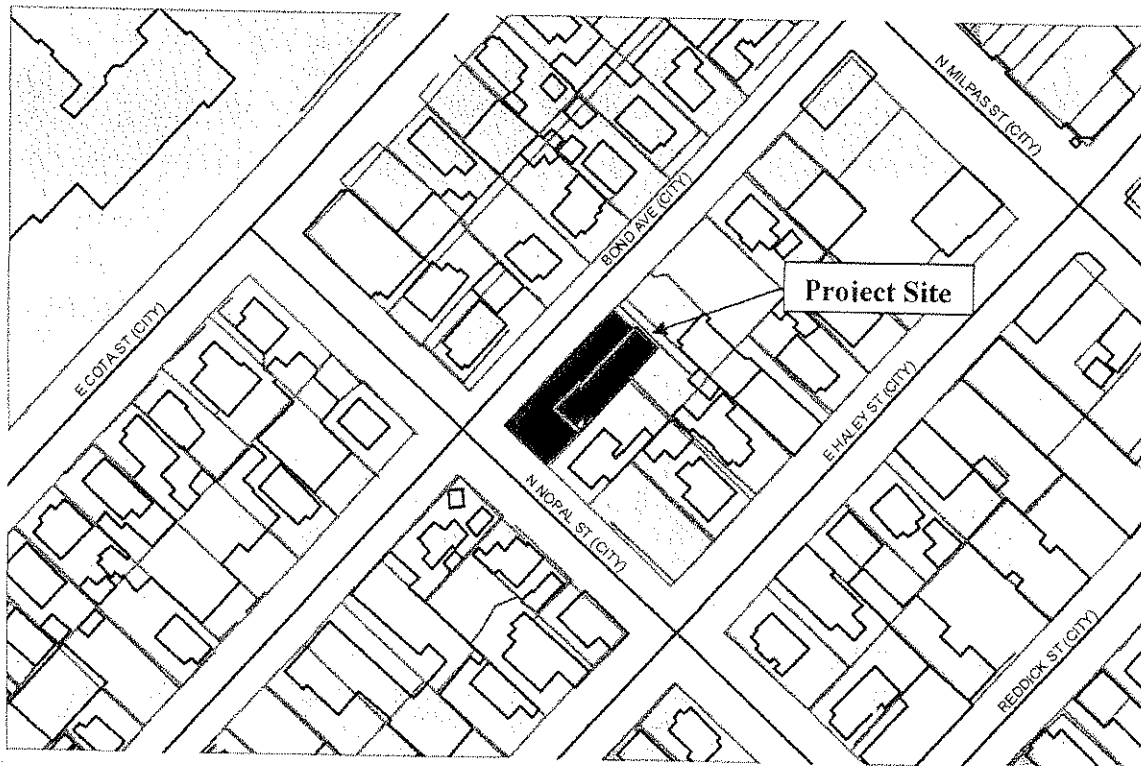 N MILPAS ST (CITY)
BOND AVE (CITY)
Project Site
E COTA ST (CITY)
E HALEY ST (CITY)
N NOPAL ST (CITY)
REDDICK ST (CITY)